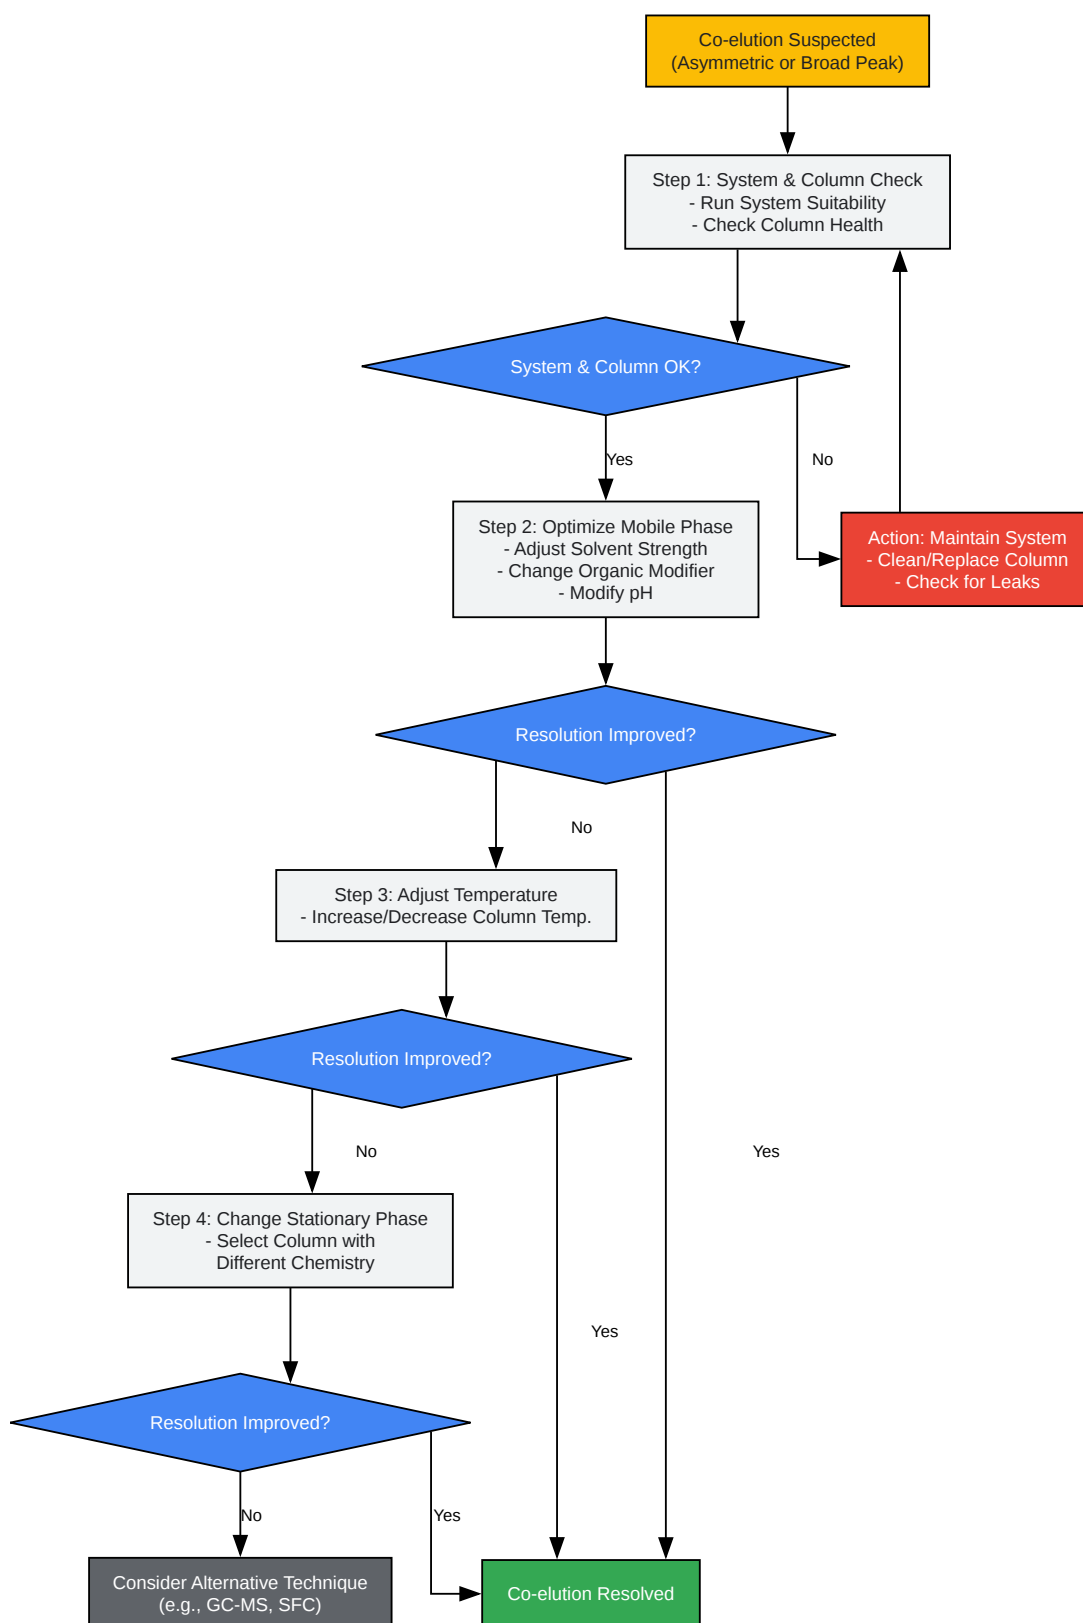 Co-elution Suspected
(Asymmetric or Broad Peak)
Step 1: System & Column Check
- Run System Suitability
- Check Column Health
System & Column OK?
Yes
No
Step 2: Optimize Mobile Phase
- Adjust Solvent Strength
- Change Organic Modifier
- Modify pH
Action: Maintain System
- Clean/Replace Column
- Check for Leaks
Resolution Improved?
No
Step 3: Adjust Temperature
- Increase/Decrease Column Temp.
Resolution Improved?
No
Yes
Step 4: Change Stationary Phase
- Select Column with
Different Chemistry
Yes
Resolution Improved?
No
Yes
Consider Alternative Technique
(e.g., GC-MS, SFC)
Co-elution Resolved